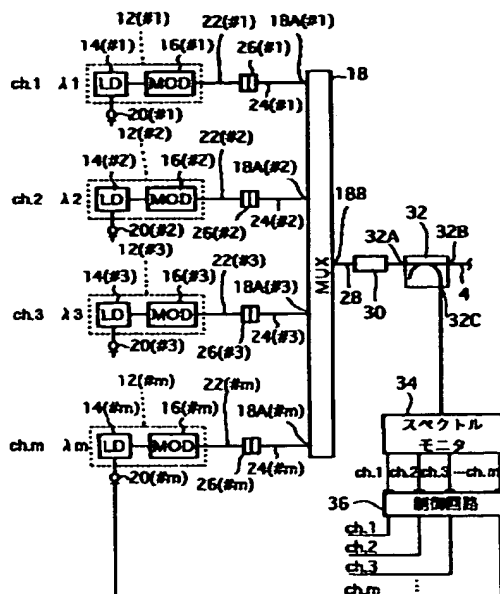 12(#1)
14(#1) 16(#1) 22(#1) 26(#1) 18A(#1)
18
ch.1 λ1 LD MOD
24(#1)
20(#1)
12(#2)
14(#2) 16(#2) 22(#2) 18A(#2)
ch.2 λ2 LD MOD
24(#2)
20(#2) 26(#2)
12(#3)
14(#3) 16(#3) 22(#3) 18A(#3)
ch.3 λ3 LD MOD
24(#3)
20(#3) 26(#3)
12(#m)
14(#m) 16(#m) 22(#m) 18A(#m)
ch.m λm LD MOD
24(#m)
20(#m) 26(#m)
MUX
18B
28
30
32A 32 32B
4
32C
34
スペクトル
モニタ
ch.1 ch.2 ch.3 ---ch.m
36 制御回路
ch.1
ch.2
ch.3
ch.m